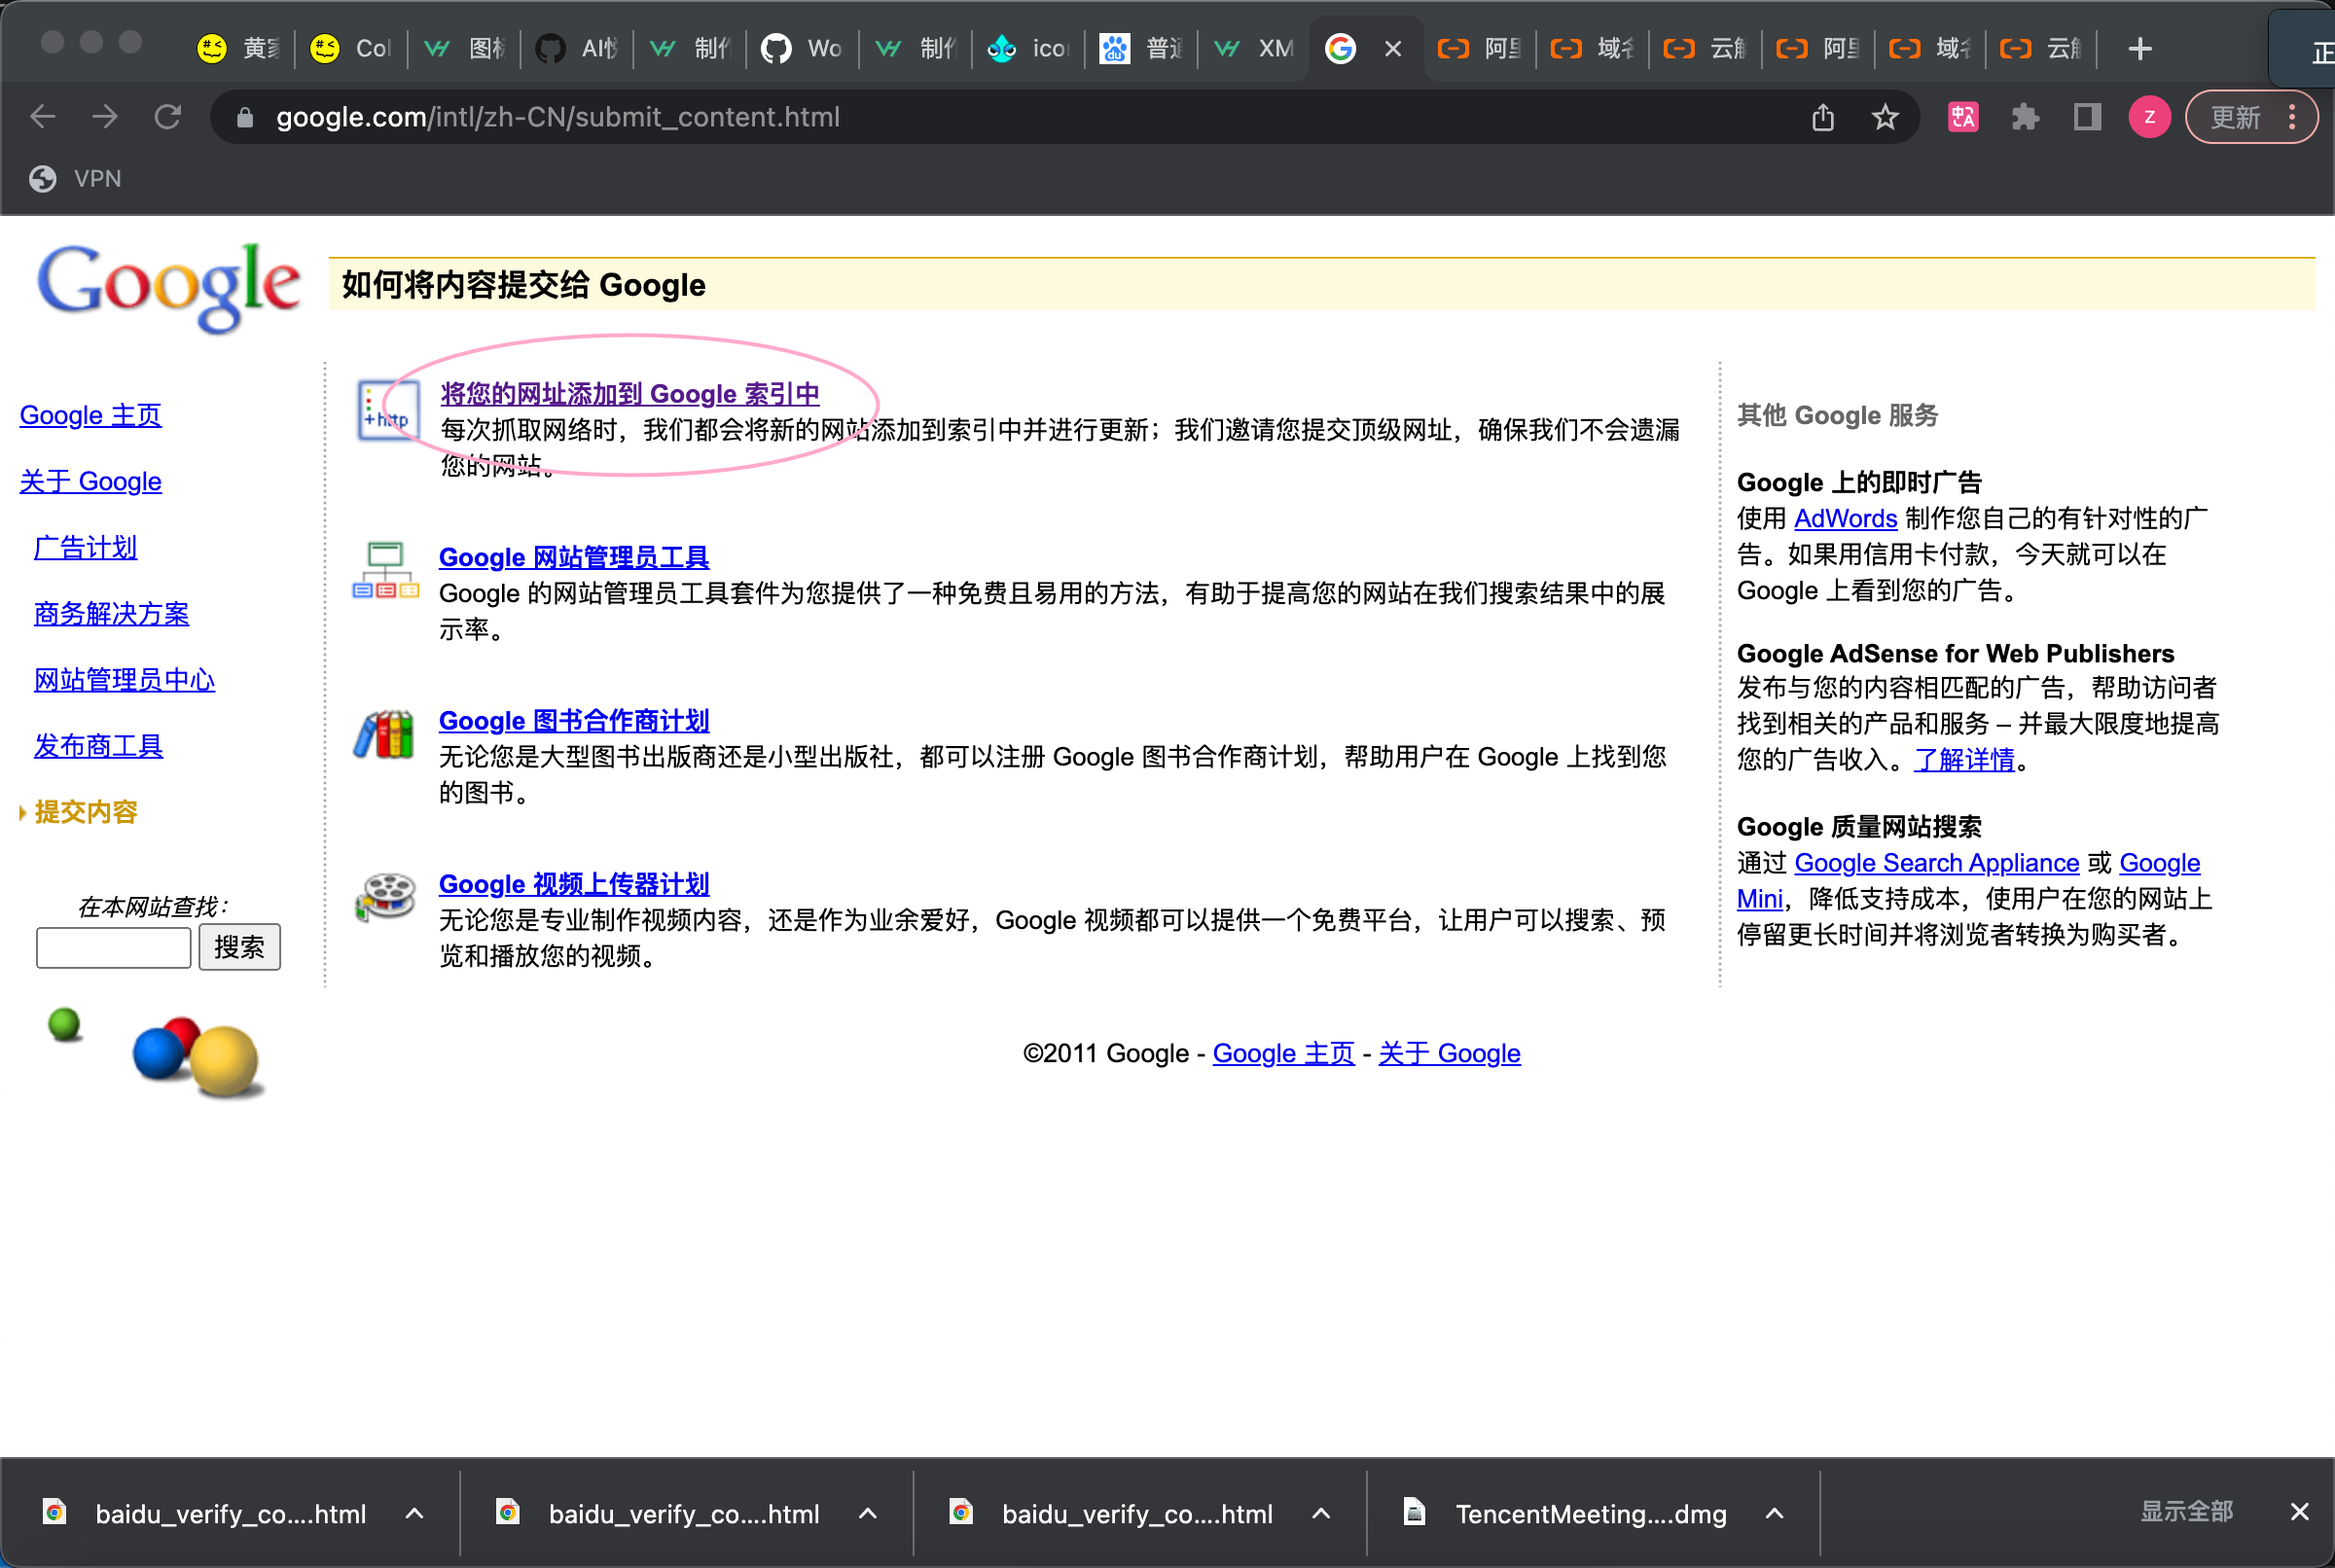 黄家
Col
图标
AI悦
制作
Wo
制作
icon
普通
XM
阿里
域名
云解
阿里
域名
云解
正
google.com/intl/zh-CN/submit_content.html
更新
VPN
Google
如何将内容提交给 Google
Google 主页
关于 Google
广告计划
商务解决方案
网站管理员中心
发布商工具
提交内容
在本网站查找：
搜索
+http
将您的网址添加到 Google 索引中
每次抓取网络时，我们都会将新的网站添加到索引中并进行更新；我们邀请您提交顶级网址，确保我们不会遗漏
您的网站。
Google 网站管理员工具
Google 的网站管理员工具套件为您提供了一种免费且易用的方法，有助于提高您的网站在我们搜索结果中的展
示率。
Google 图书合作商计划
无论您是大型图书出版商还是小型出版社，都可以注册 Google 图书合作商计划，帮助用户在 Google 上找到您
的图书。
Google 视频上传器计划
无论您是专业制作视频内容，还是作为业余爱好，Google 视频都可以提供一个免费平台，让用户可以搜索、预
览和播放您的视频。
其他 Google 服务
Google 上的即时广告
使用 AdWords 制作您自己的有针对性的广
告。如果用信用卡付款，今天就可以在
Google 上看到您的广告。
Google AdSense for Web Publishers
发布与您的内容相匹配的广告，帮助访问者
找到相关的产品和服务 – 并最大限度地提高
您的广告收入。了解详情。
Google 质量网站搜索
通过 Google Search Appliance 或 Google
Mini，降低支持成本，使用户在您的网站上
停留更长时间并将浏览者转换为购买者。
©2011 Google - Google 主页 - 关于 Google
baidu_verify_co....html
baidu_verify_co....html
baidu_verify_co....html
TencentMeeting....dmg
显示全部